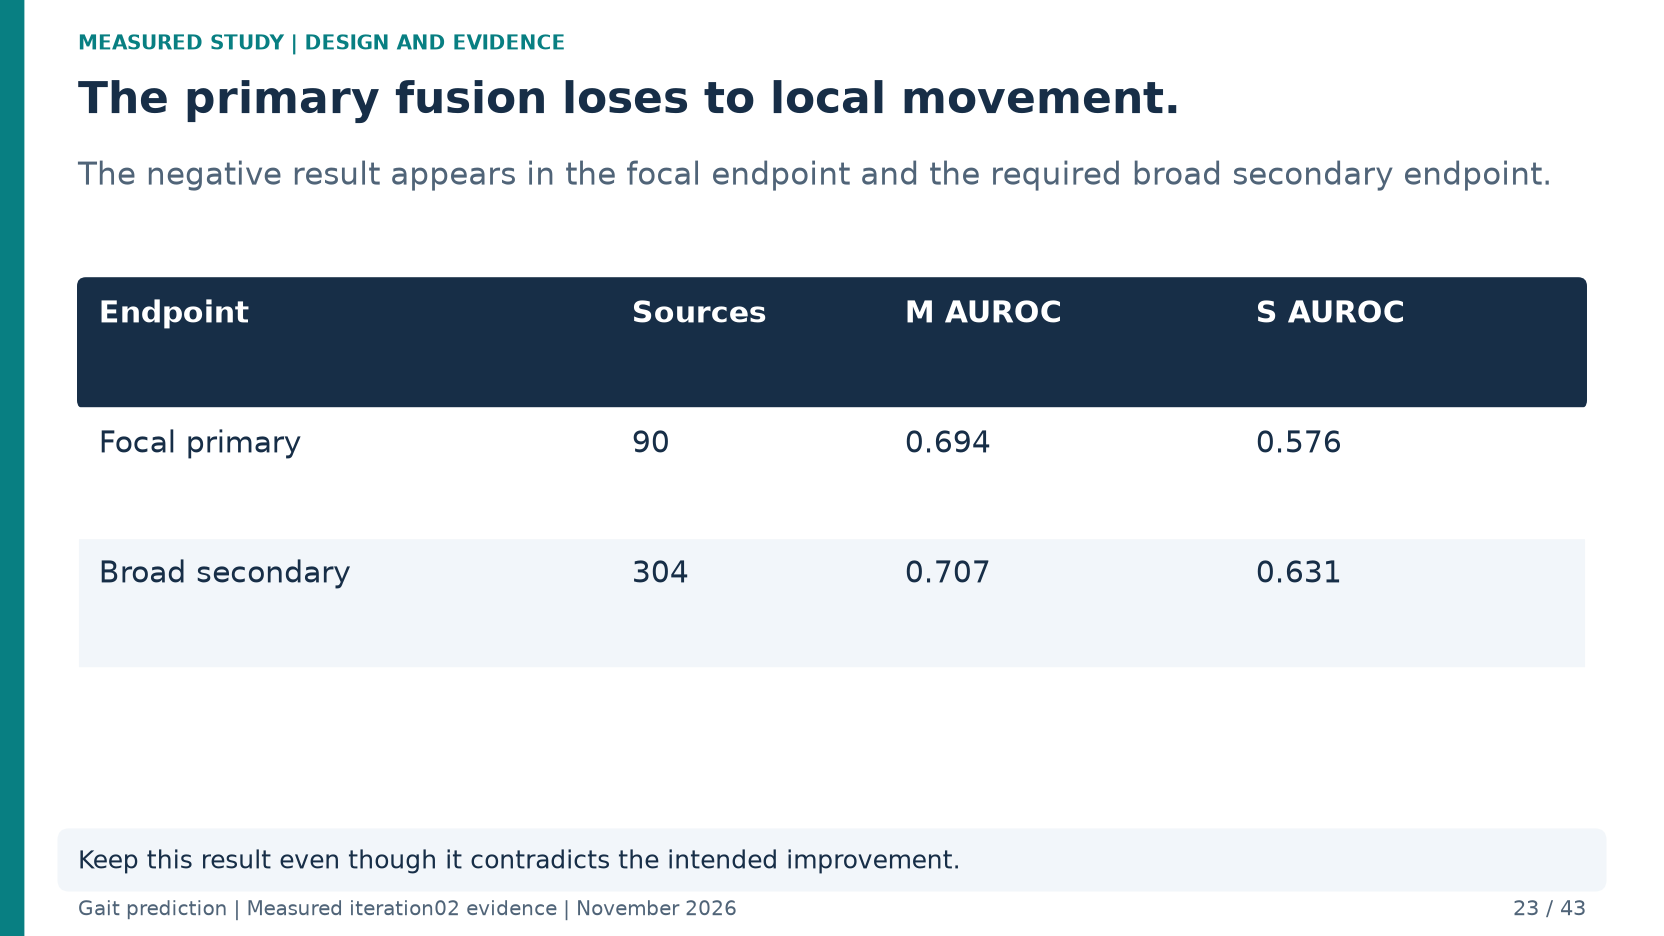 MEASURED STUDY | DESIGN AND EVIDENCE
The primary fusion loses to local movement.
The negative result appears in the focal endpoint and the required broad secondary endpoint.
Endpoint Sources M AUROC S AUROC
Focal primary 90 0.694 0.576
Broad secondary 304 0.707 0.631
Keep this result even though it contradicts the intended improvement.
Gait prediction | Measured iteration02 evidence | November 2026 23 / 43